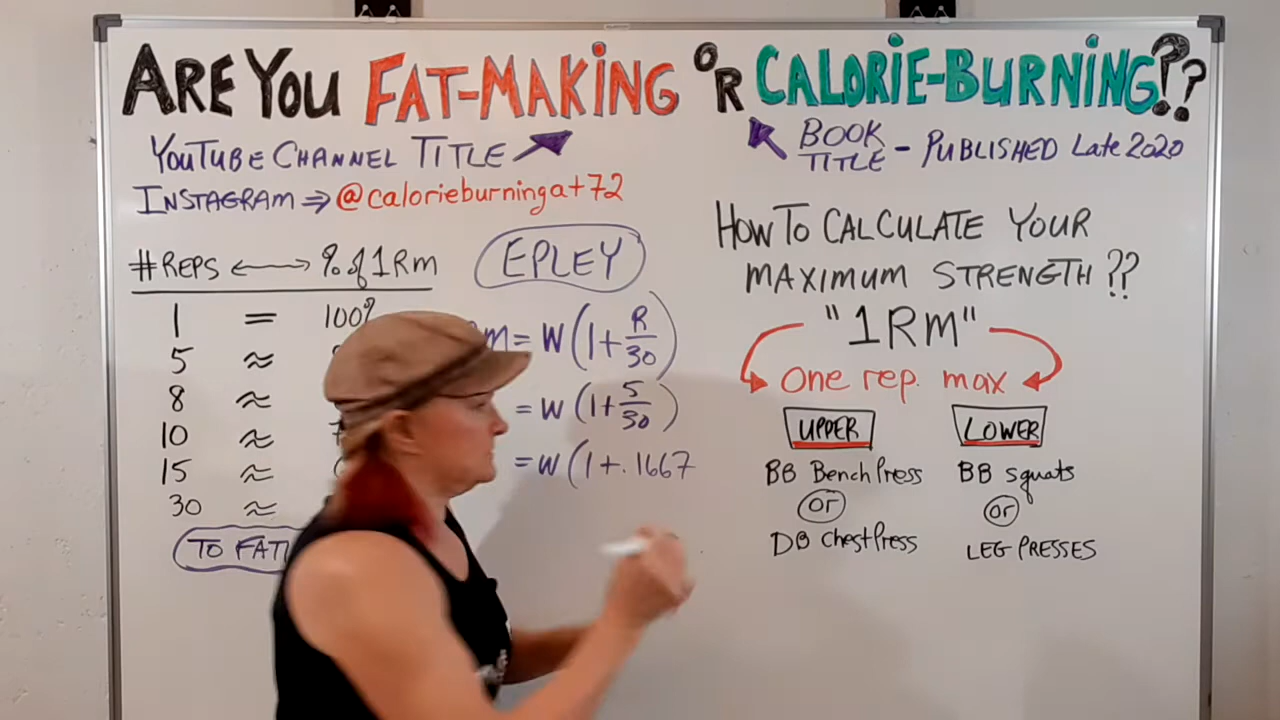 ARE YOU FAT-MAKING OR CALORIE-BURNING??
YOUTUBE CHANNEL TITLE
BOOK TITLE - PUBLISHED Late 2020
INSTAGRAM ⇒ @calorieburningat72
HOW TO CALCULATE YOUR
MAXIMUM STRENGTH??
"1RM"
one rep. max
UPPER
BB Bench Press
or
DB Chest Press
LOWER
BB squats
or
LEG PRESSES
#REPS ⟷ % of 1RM
1 = 100%
5 ≈
8 ≈
10 ≈
15 ≈
30 ≈
EPLEY
= W(1+R/30)
= W(1+5/30)
= W(1+.1667